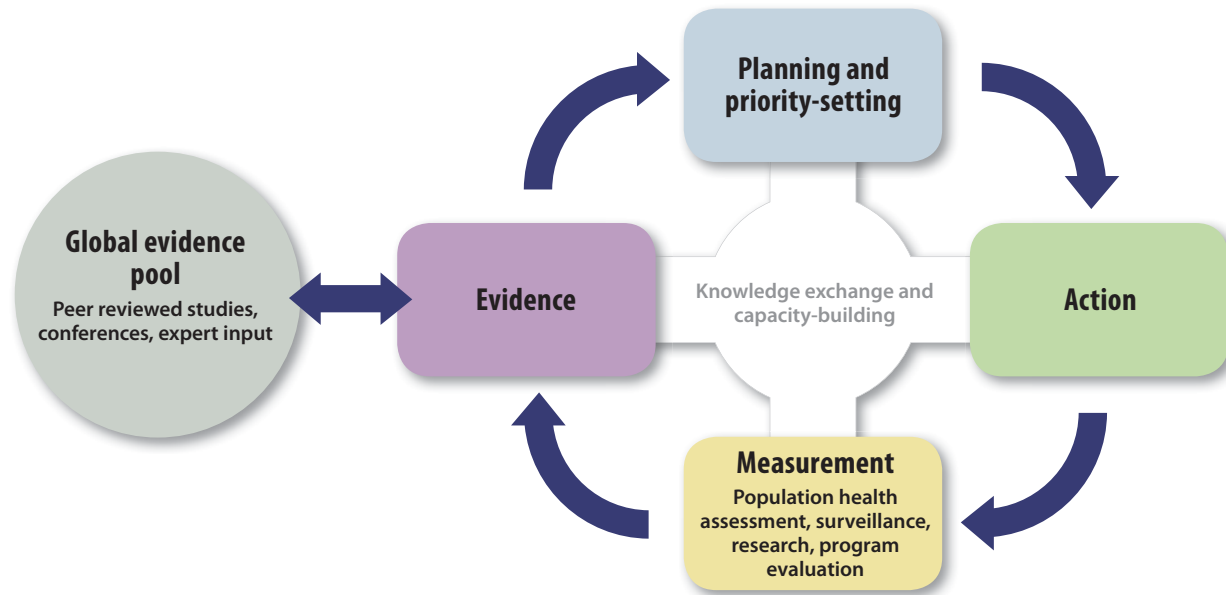 Planning and
priority-setting
Global evidence
pool
Peer reviewed studies,
conferences, expert input
Evidence
Knowledge exchange and
capacity-building
Action
Measurement
Population health
assessment, surveillance,
research, program
evaluation